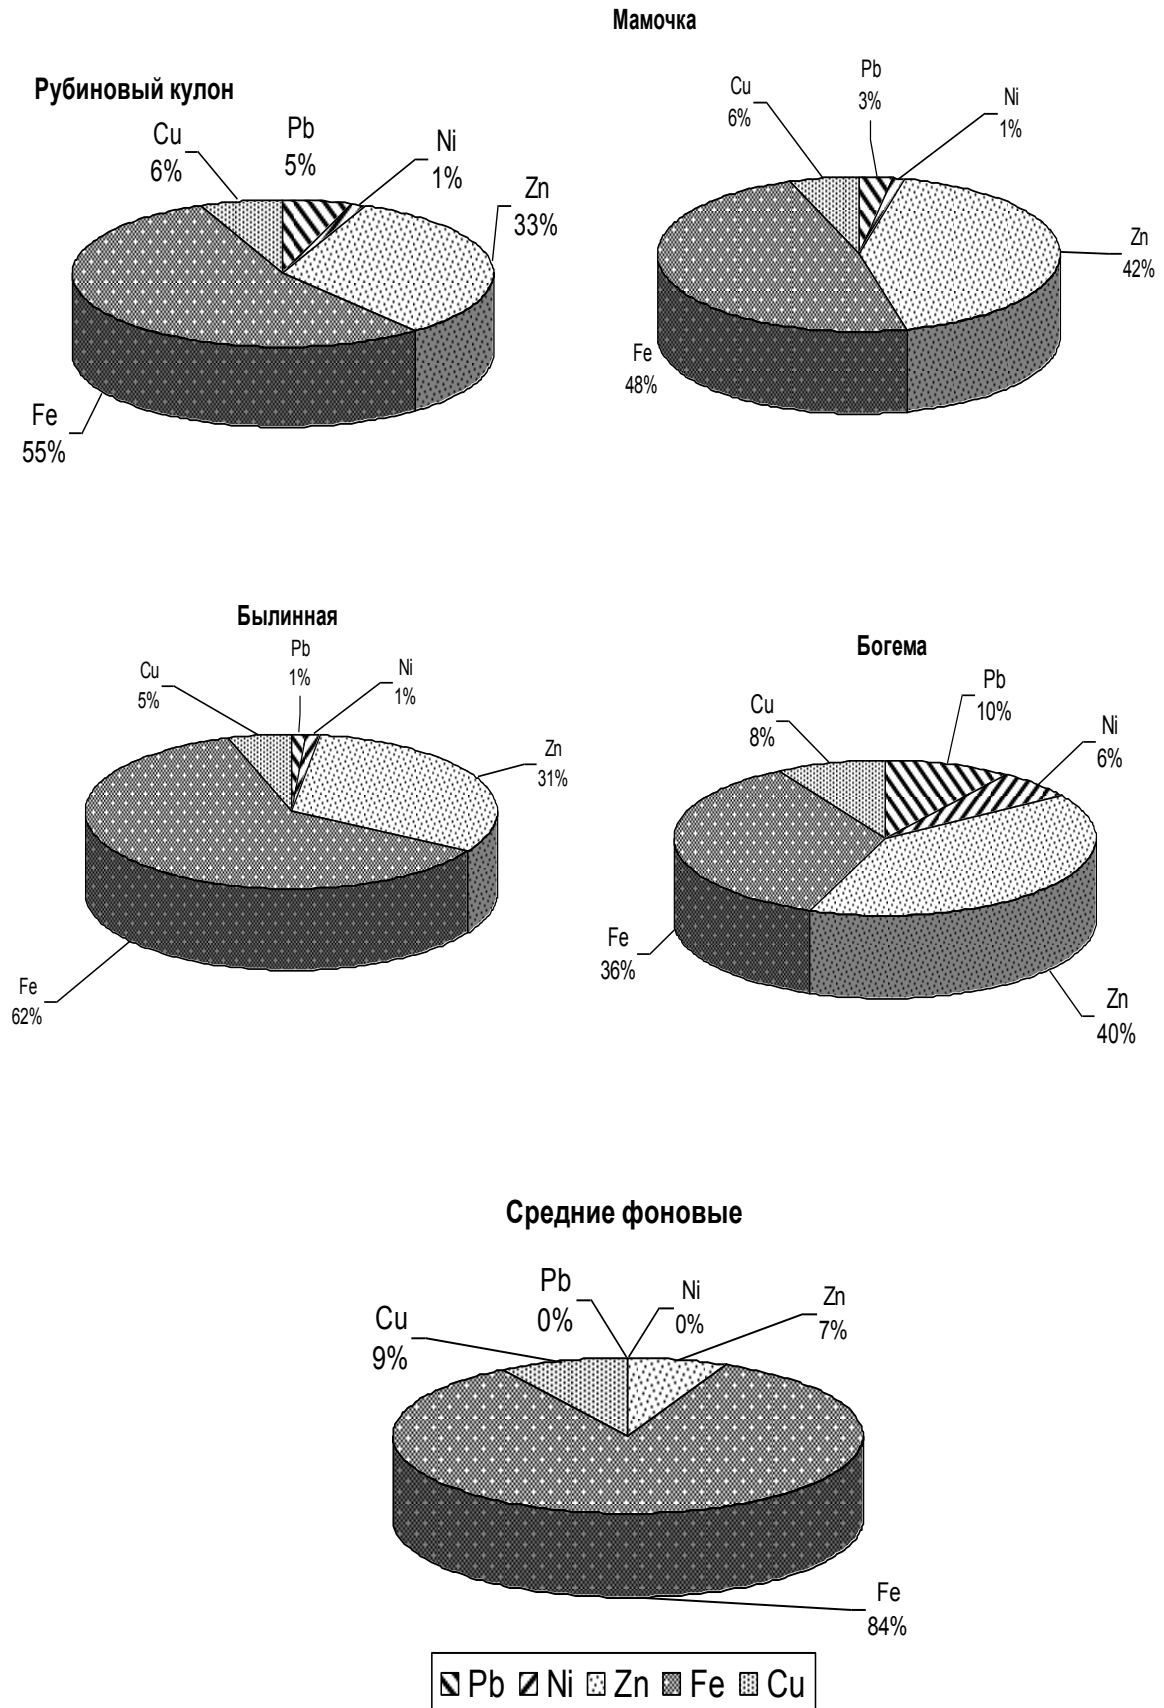 Мамочка
Рубиновый кулон
Cu
6%
Pb
5%
Ni
1%
Zn
33%
Fe
55%
Cu
6%
Pb
3%
Ni
1%
Zn
42%
Fe
48%
Былинная
Cu
5%
Pb
1%
Ni
1%
Zn
31%
Fe
62%
Богема
Cu
8%
Pb
10%
Ni
6%
Fe
36%
Zn
40%
Средние фоновые
Cu
9%
Pb
0%
Ni
0%
Zn
7%
Fe
84%
Pb Ni Zn Fe Cu